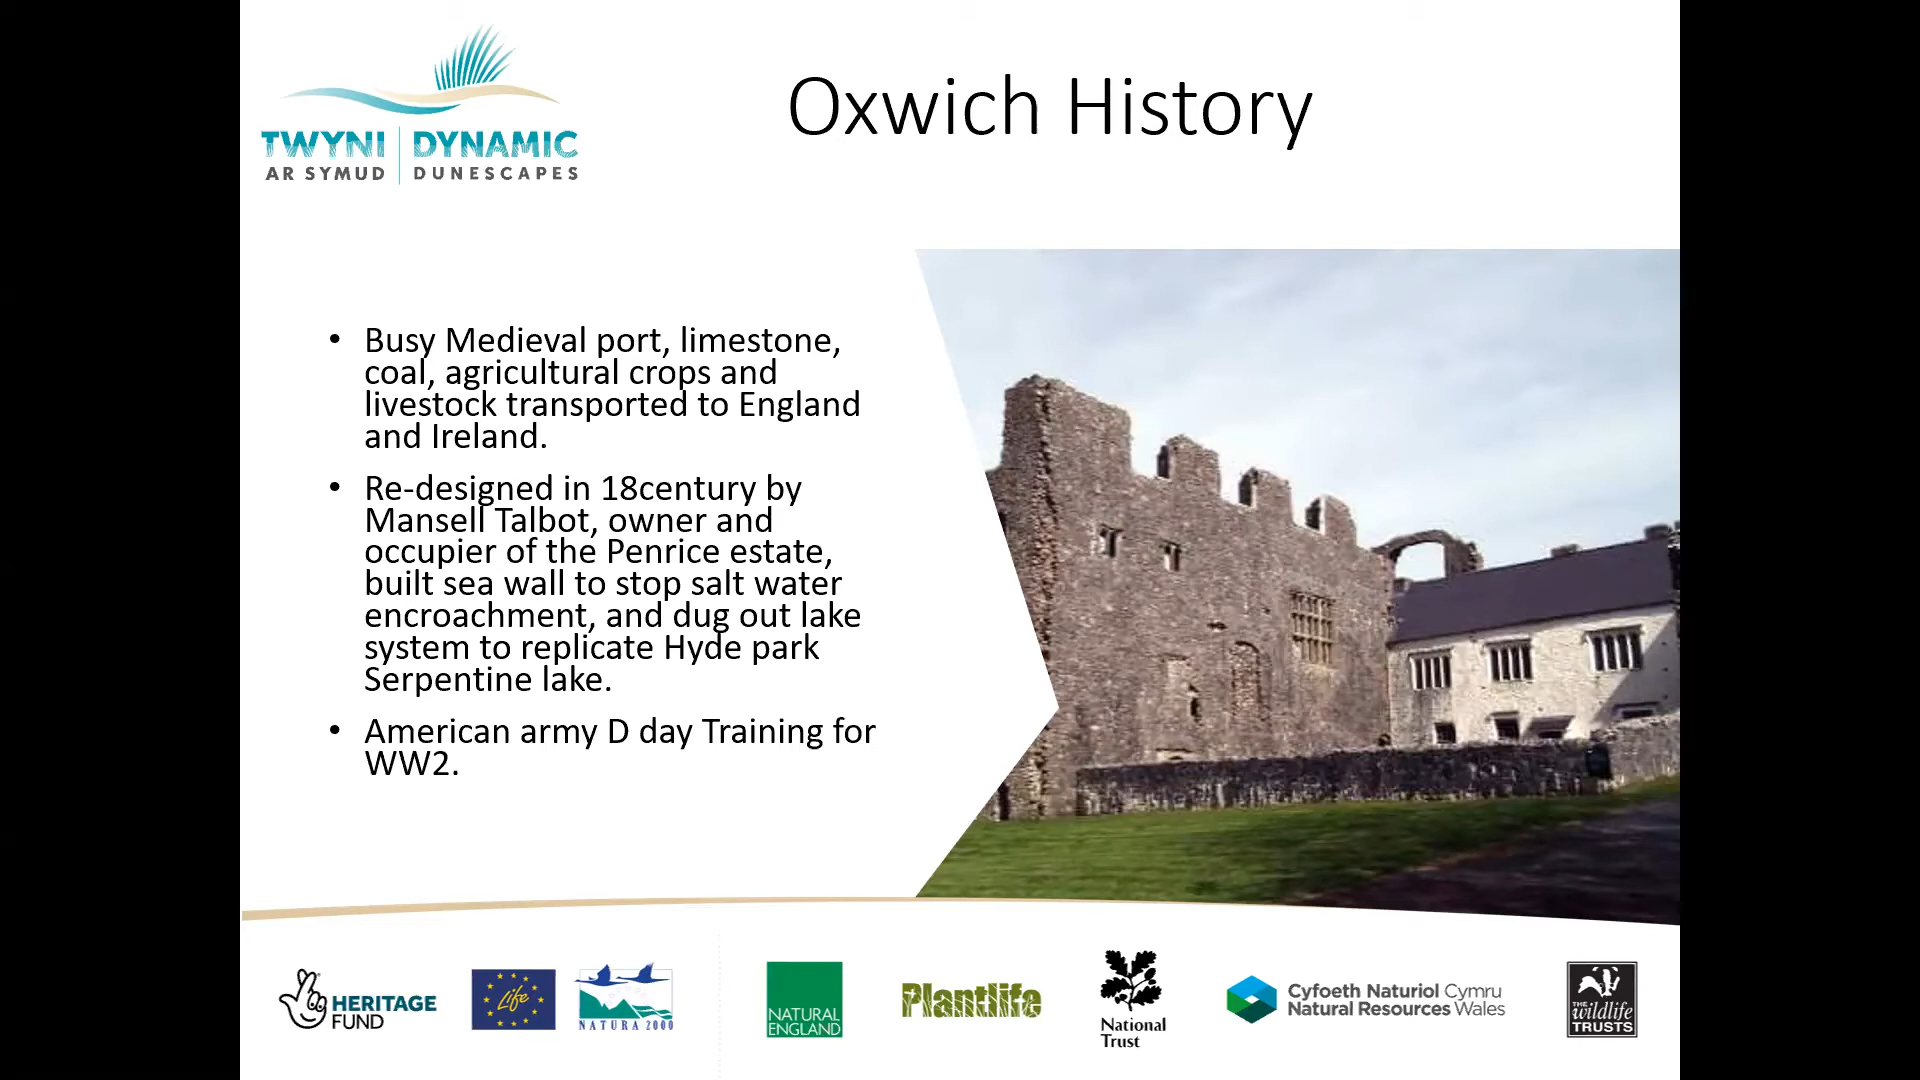 TWYNI DYNAMIC
AR SYMUD DUNESCAPES
Oxwich History
• Busy Medieval port, limestone,
coal, agricultural crops and
livestock transported to England
and Ireland.
• Re-designed in 18century by
Mansell Talbot, owner and
occupier of the Penrice estate,
built sea wall to stop salt water
encroachment, and dug out lake
system to replicate Hyde park
Serpentine lake.
• American army D day Training for
WW2.
HERITAGE
FUND
Life
NATURA 2000
NATURAL
ENGLAND
Plantlife
National
Trust
Cyfoeth Naturiol Cymru
Natural Resources Wales
THE
wildlife
TRUSTS